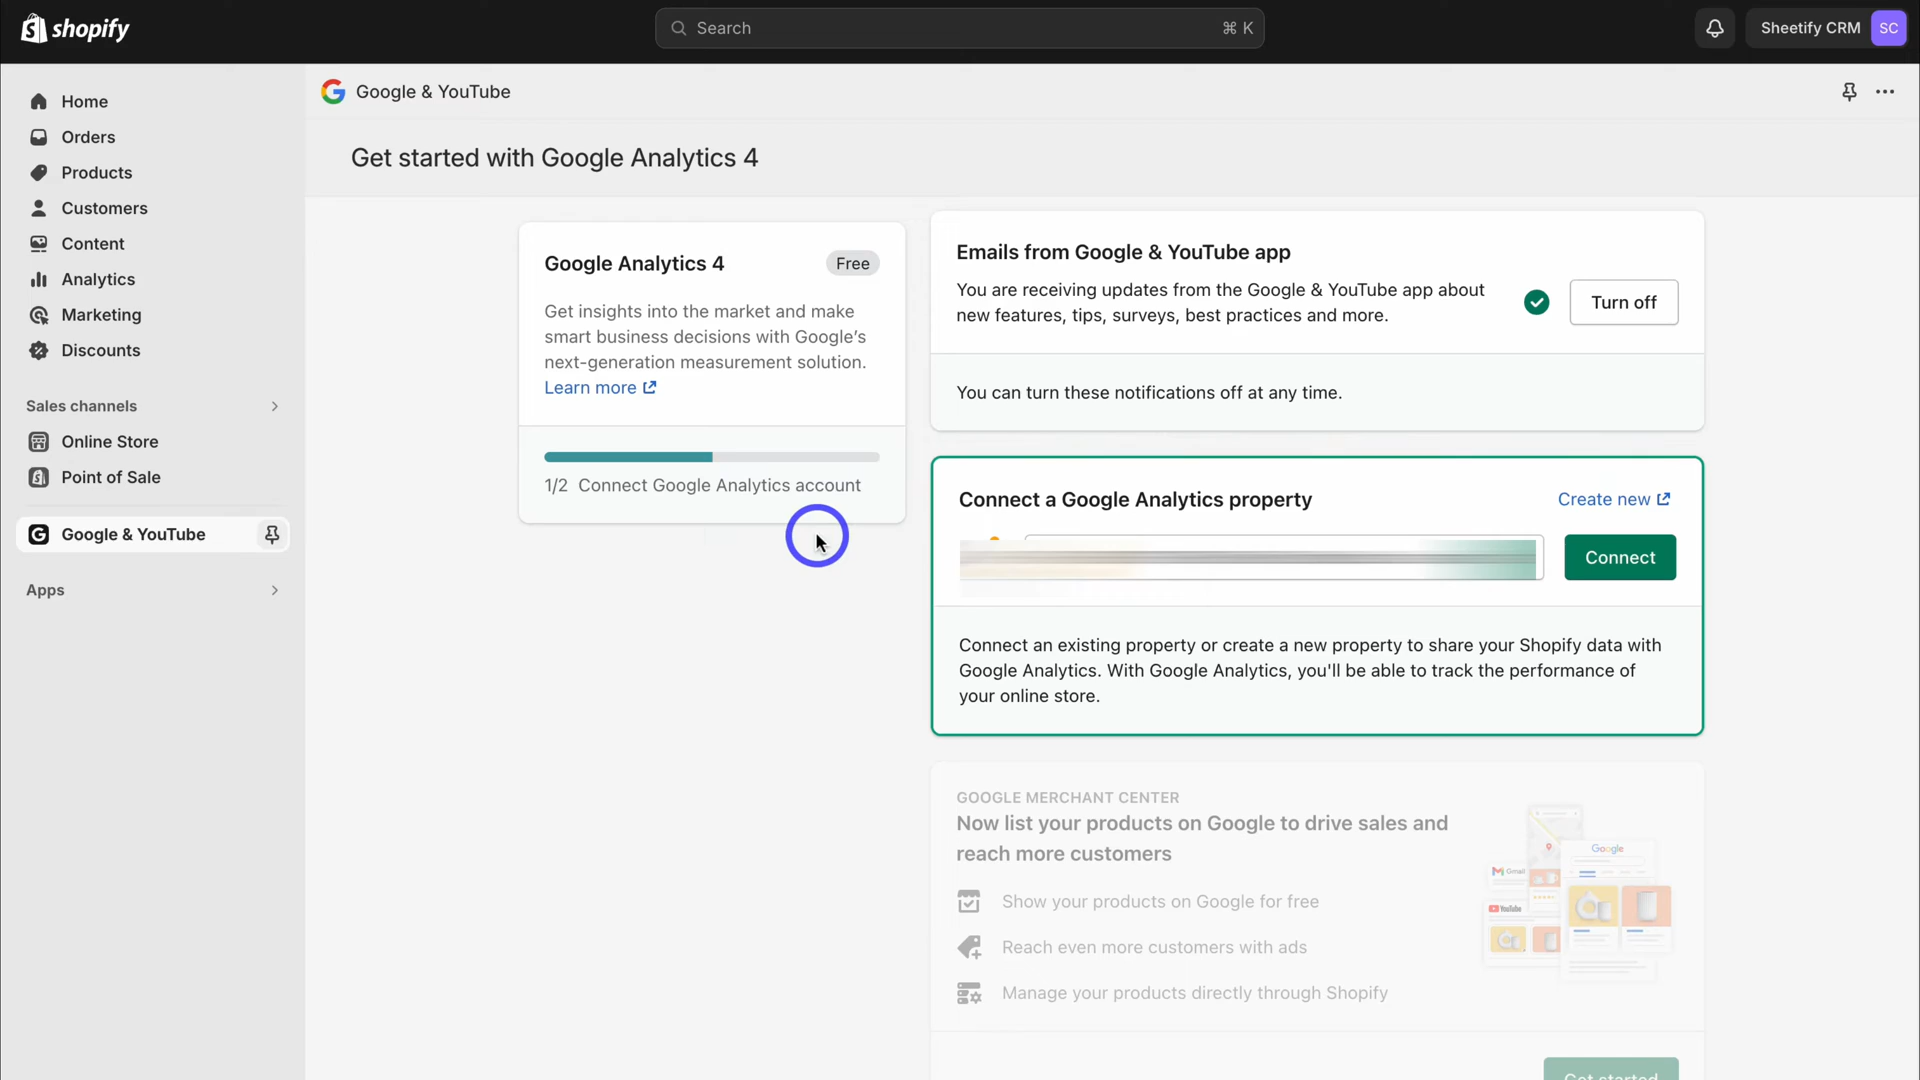 shopify
Search
⌘ K
Sheetify CRM
SC
Home
Orders
Products
Customers
Content
Analytics
Marketing
Discounts
Sales channels
Online Store
Point of Sale
Google & YouTube
Apps
Google & YouTube
Get started with Google Analytics 4
Google Analytics 4
Free
Get insights into the market and make
smart business decisions with Google's
next-generation measurement solution.
Learn more
1/2 Connect Google Analytics account
Emails from Google & YouTube app
You are receiving updates from the Google & YouTube app about
new features, tips, surveys, best practices and more.
Turn off
You can turn these notifications off at any time.
Connect a Google Analytics property
Create new
Connect
Connect an existing property or create a new property to share your Shopify data with
Google Analytics. With Google Analytics, you'll be able to track the performance of
your online store.
GOOGLE MERCHANT CENTER
Now list your products on Google to drive sales and
reach more customers
Show your products on Google for free
Reach even more customers with ads
Manage your products directly through Shopify
Google
Gmail
YouTube
Get started